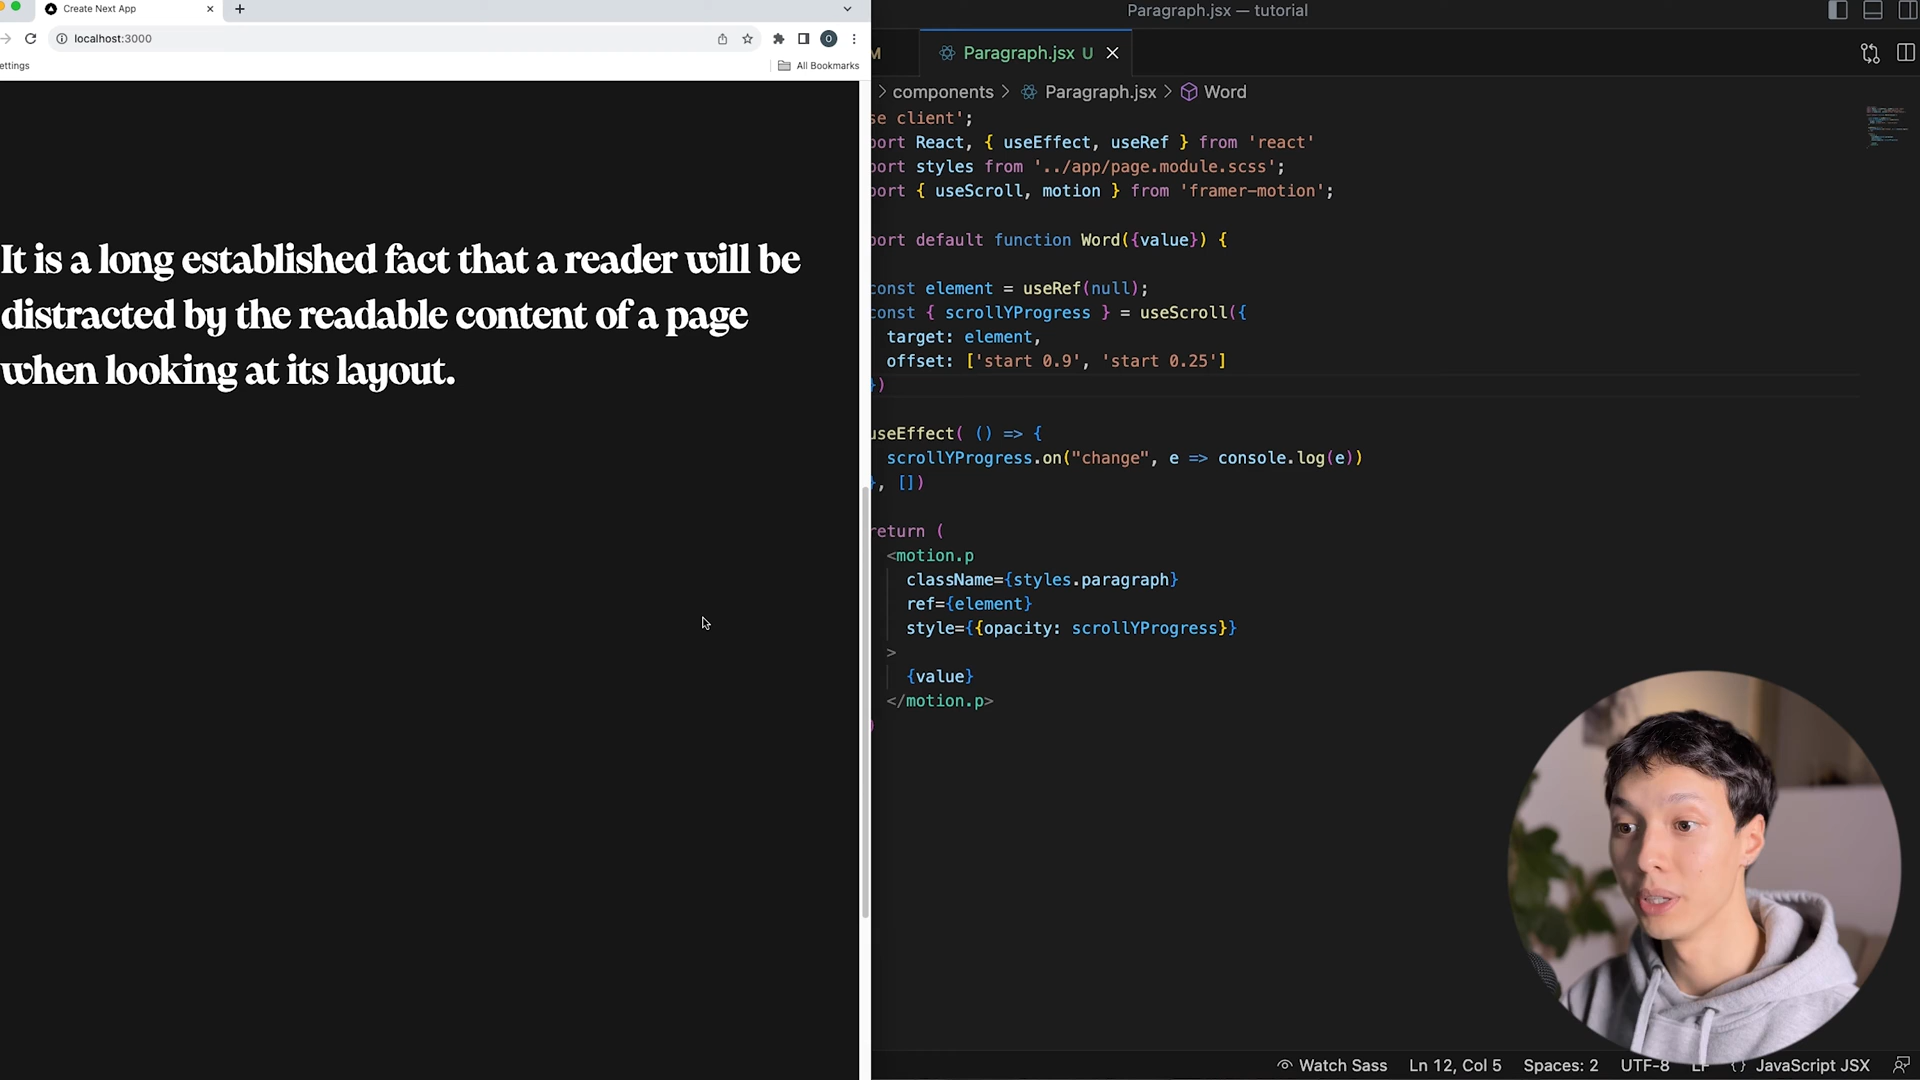 Create Next App
localhost:3000
ettings
All Bookmarks
It is a long established fact that a reader will be
distracted by the readable content of a page
when looking at its layout.
Paragraph.jsx — tutorial
M
Paragraph.jsx U
components > Paragraph.jsx > Word
se client';
port React, { useEffect, useRef } from 'react'
port styles from '../app/page.module.scss';
port { useScroll, motion } from 'framer-motion';
port default function Word({value}) {
const element = useRef(null);
const { scrollYProgress } = useScroll({
target: element,
offset: ['start 0.9', 'start 0.25']
})
useEffect( () => {
scrollYProgress.on("change", e => console.log(e))
}, [])
return (
<motion.p
className={styles.paragraph}
ref={element}
style={{opacity: scrollYProgress}}
>
{value}
</motion.p>
)
Watch Sass
Ln 12, Col 5
Spaces: 2
UTF-8
LF
{} JavaScript JSX